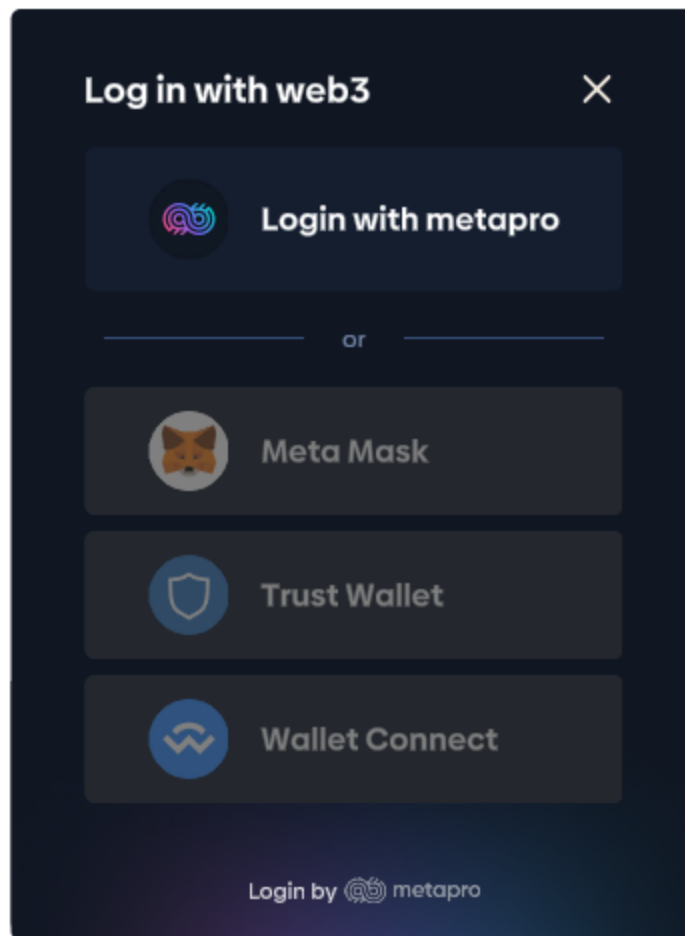 Log in with web3
Login with metapro
or
Meta Mask
Trust Wallet
Wallet Connect
Login by metapro